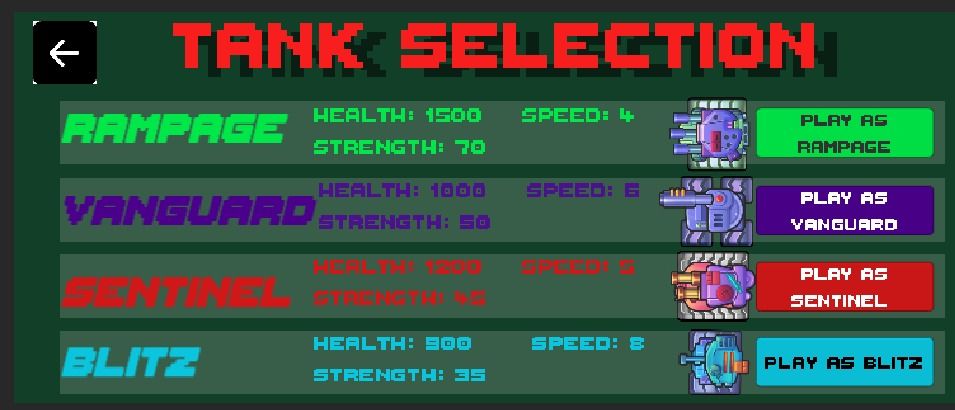 TANK SELECTION
RAMPAGE HEALTH: 1500 SPEED: 4
STRENGTH: 70
PLAY AS
RAMPAGE
VANGUARD HEALTH: 1000 SPEED: 6
STRENGTH: 50
PLAY AS
VANGUARD
SENTINEL HEALTH: 1200 SPEED: 5
STRENGTH: 45
PLAY AS
SENTINEL
BLITZ HEALTH: 900 SPEED: 8
STRENGTH: 35
PLAY AS BLITZ